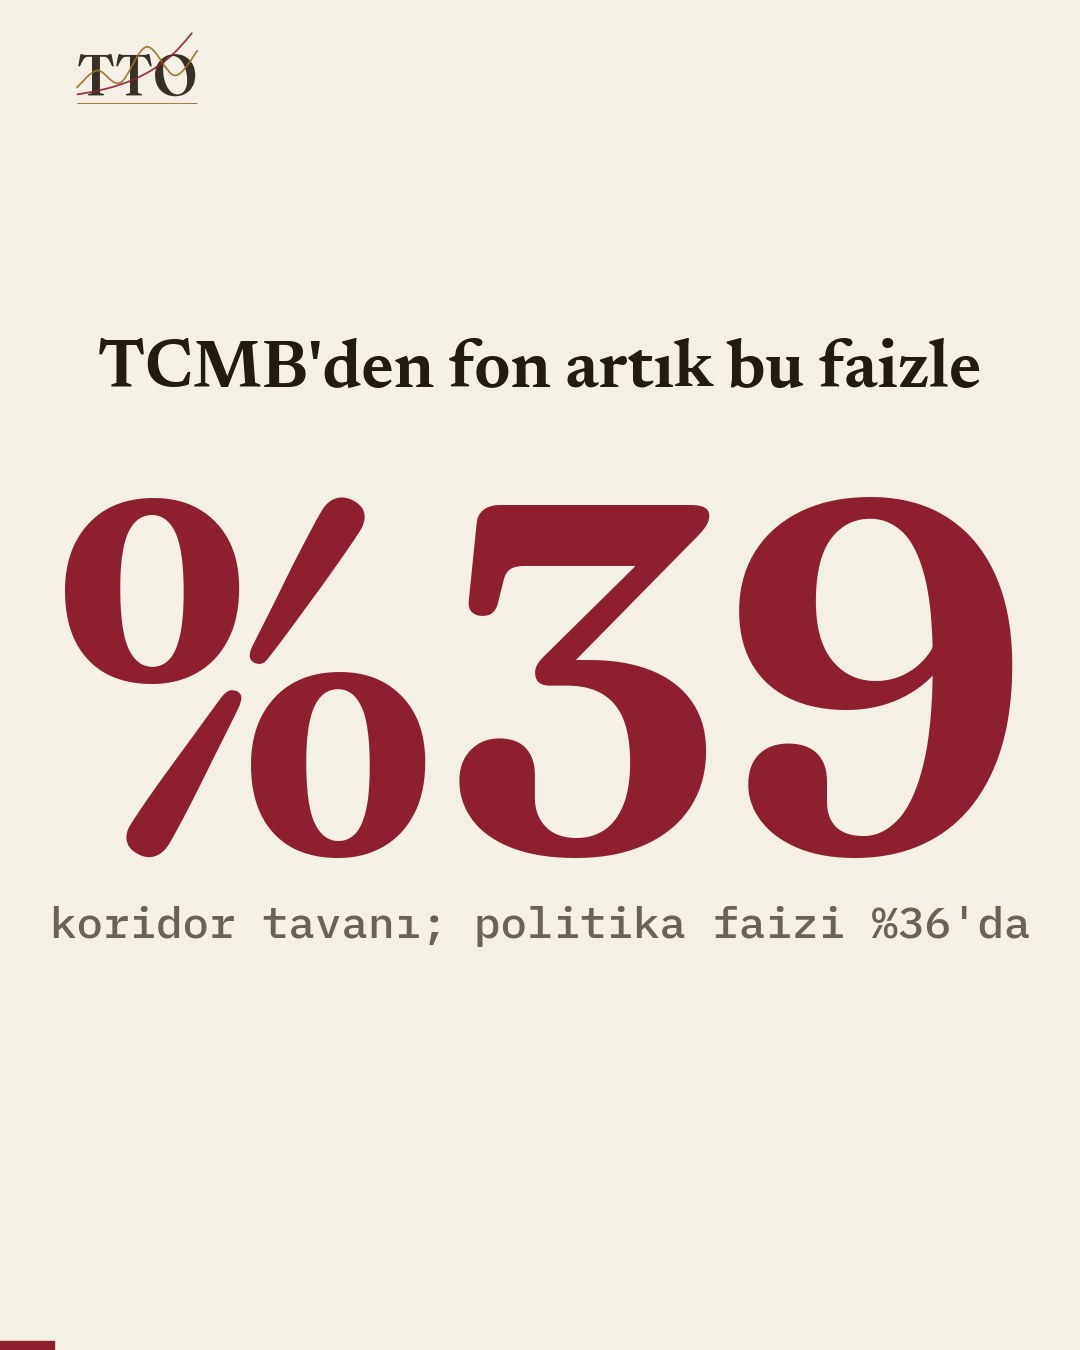 TTO
TCMB'den fon artık bu faizle
%39
koridor tavanı; politika faizi %36'da